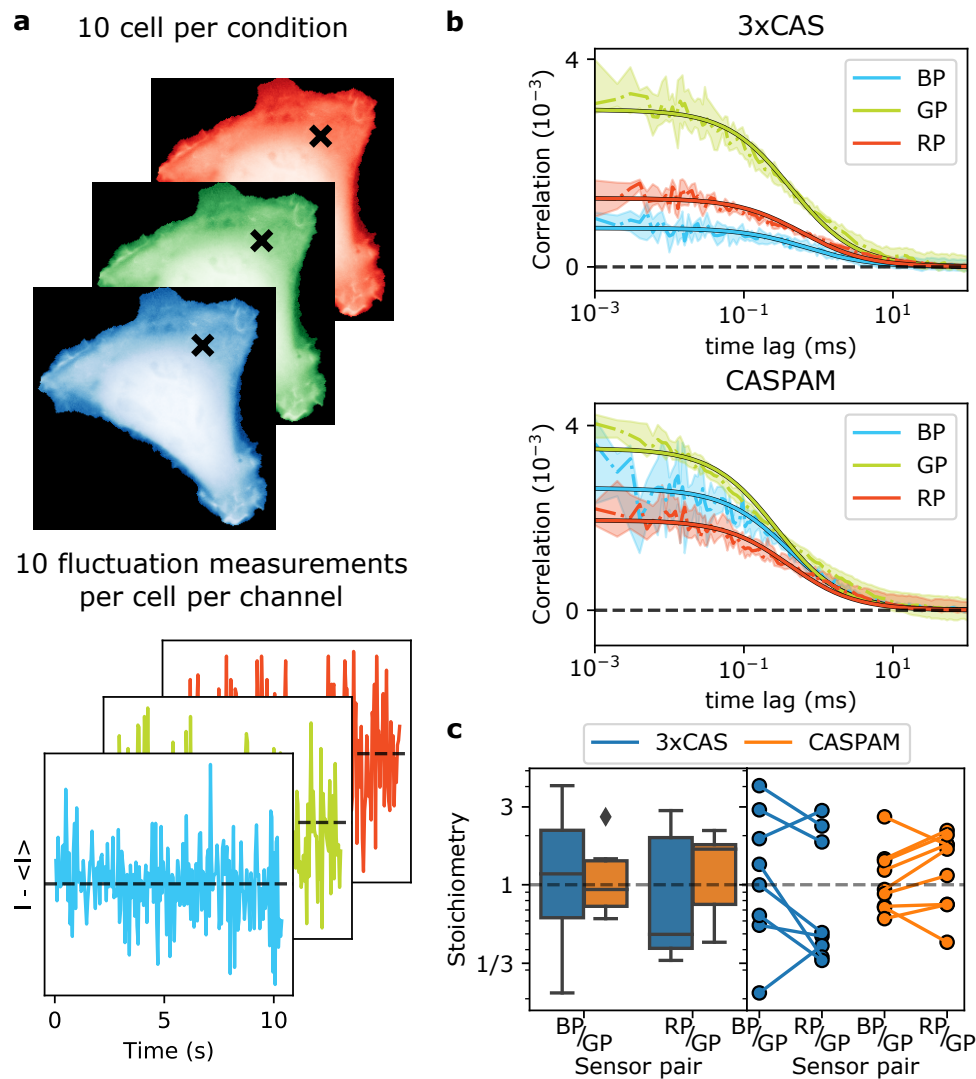 a
10 cell per condition
10 fluctuation measurements
per cell per channel
I - <I>
0
10
Time (s)
b
3xCAS
Correlation (10⁻³)
4
0
BP
GP
RP
10⁻³
10⁻¹
10¹
time lag (ms)
CASPAM
Correlation (10⁻³)
4
0
BP
GP
RP
10⁻³
10⁻¹
10¹
time lag (ms)
c
3xCAS
CASPAM
Stoichiometry
3
1
1/3
BP/GP
RP/GP
BP/GP
RP/GP
BP/GP
RP/GP
Sensor pair
Sensor pair